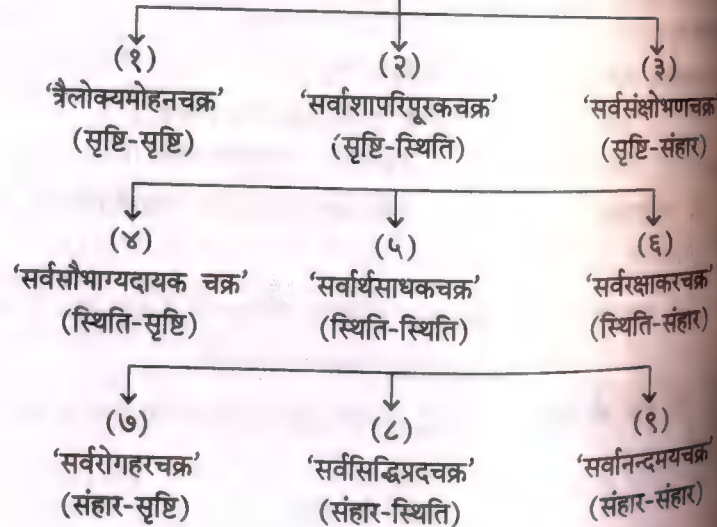 (१) (२) (३)
‘त्रैलोक्यमोहनचक्र’ ‘सर्वाशापरिपूरकचक्र’ ‘सर्वसंक्षोभणचक्र’
(सृष्टि-सृष्टि) (सृष्टि-स्थिति) (सृष्टि-संहार)
(४) (५) (६)
‘सर्वसौभाग्यदायक चक्र’ ‘सर्वार्थसाधकचक्र’ ‘सर्वरक्षाकरचक्र’
(स्थिति-सृष्टि) (स्थिति-स्थिति) (स्थिति-संहार)
(७) (८) (९)
‘सर्वरोगहरचक्र’ ‘सर्वसिद्धिप्रदचक्र’ ‘सर्वानन्दमयचक्र’
(संहार-सृष्टि) (संहार-स्थिति) (संहार-संहार)